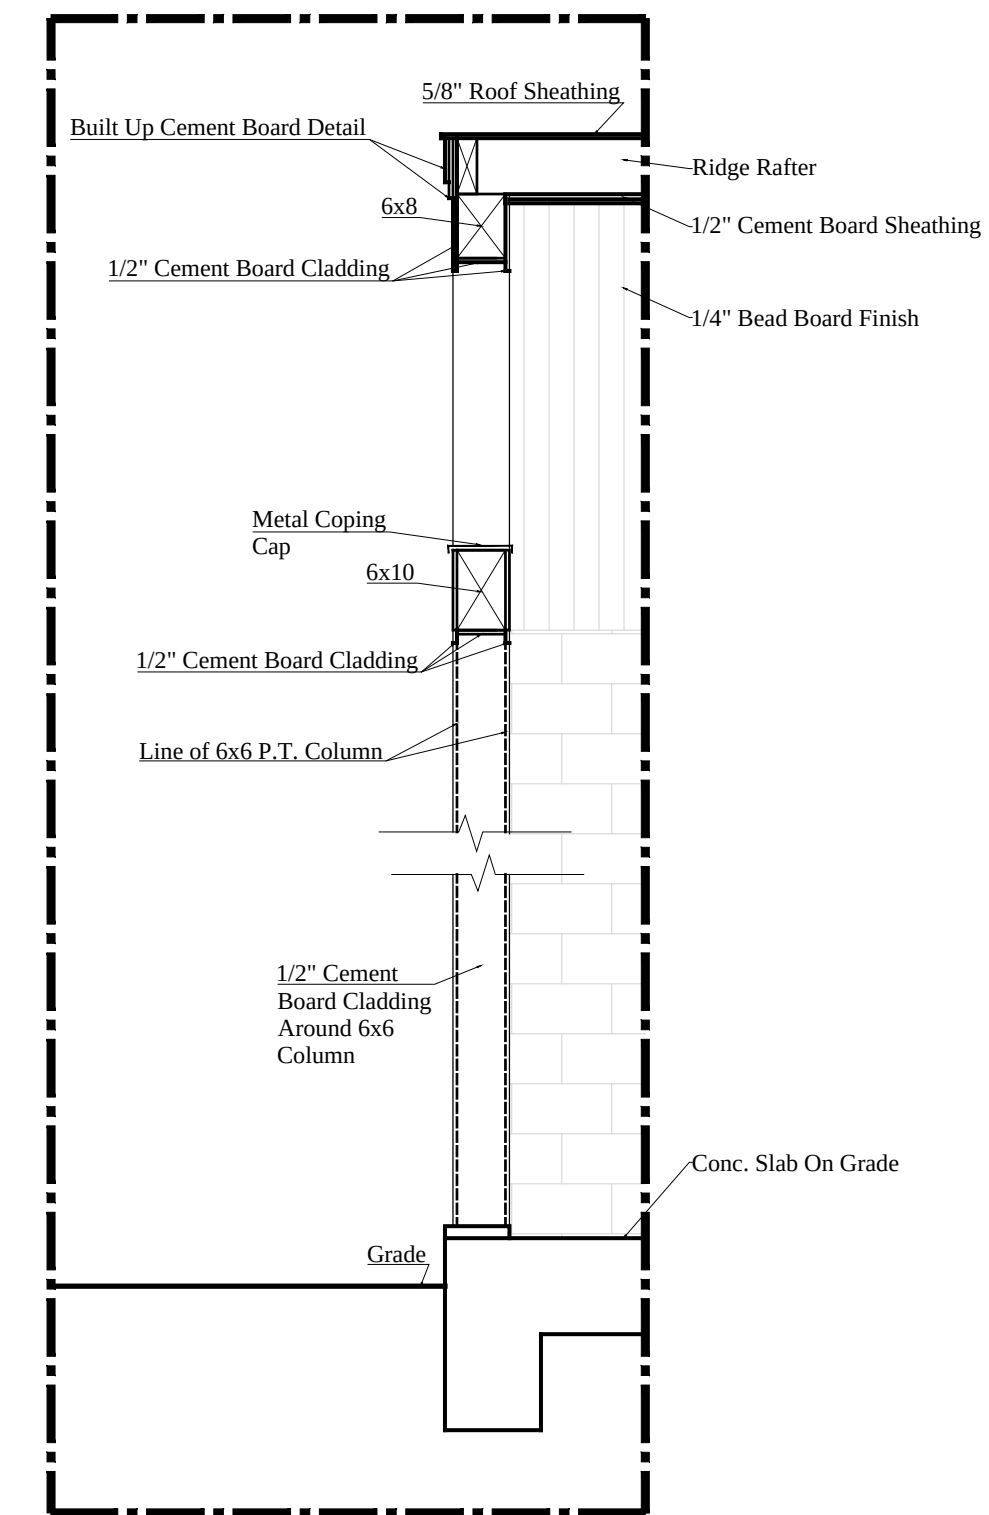 5/8" Roof Sheathing
Built Up Cement Board Detail
Ridge Rafter
6x8
1/2" Cement Board Sheathing
1/2" Cement Board Cladding
1/4" Bead Board Finish
Metal Coping
Cap
6x10
1/2" Cement Board Cladding
Line of 6x6 P.T. Column
1/2" Cement
Board Cladding
Around 6x6
Column
Conc. Slab On Grade
Grade